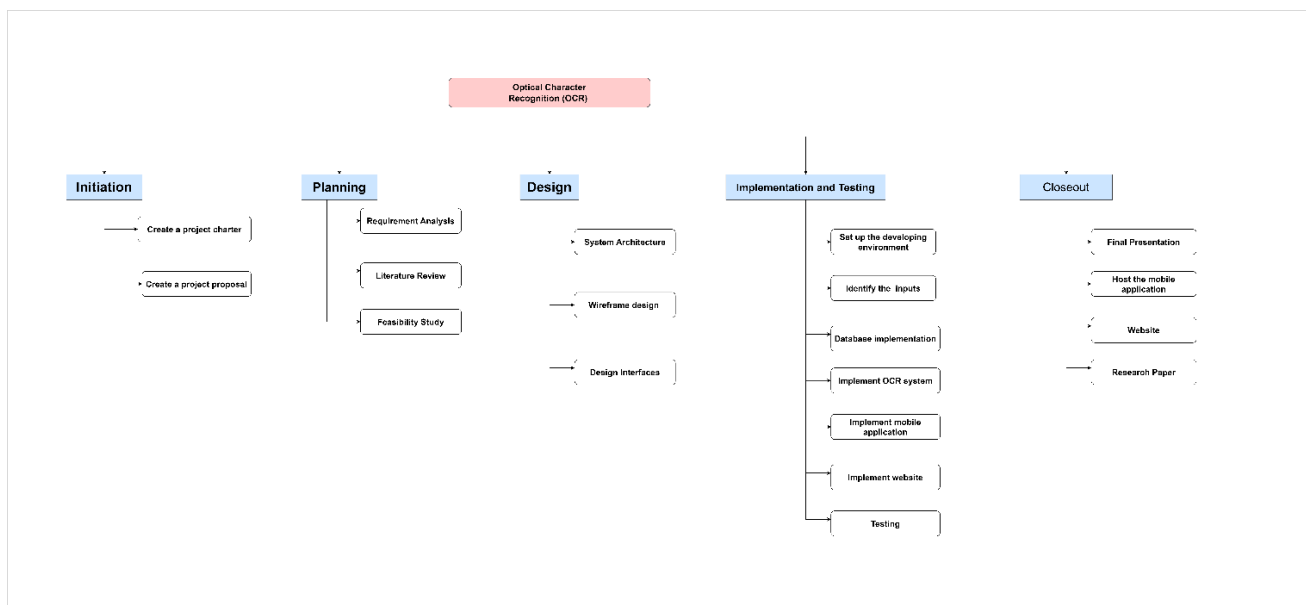 Optical Character
Recognition (OCR)
Initiation
Create a project charter
Create a project proposal
Planning
Requirement Analysis
Literature Review
Feasibility Study
Design
System Architecture
Wireframe design
Design Interfaces
Implementation and Testing
Set up the developing
environment
Identify the inputs
Database implementation
Implement OCR system
Implement mobile
application
Implement website
Testing
Closeout
Final Presentation
Host the mobile
application
Website
Research Paper